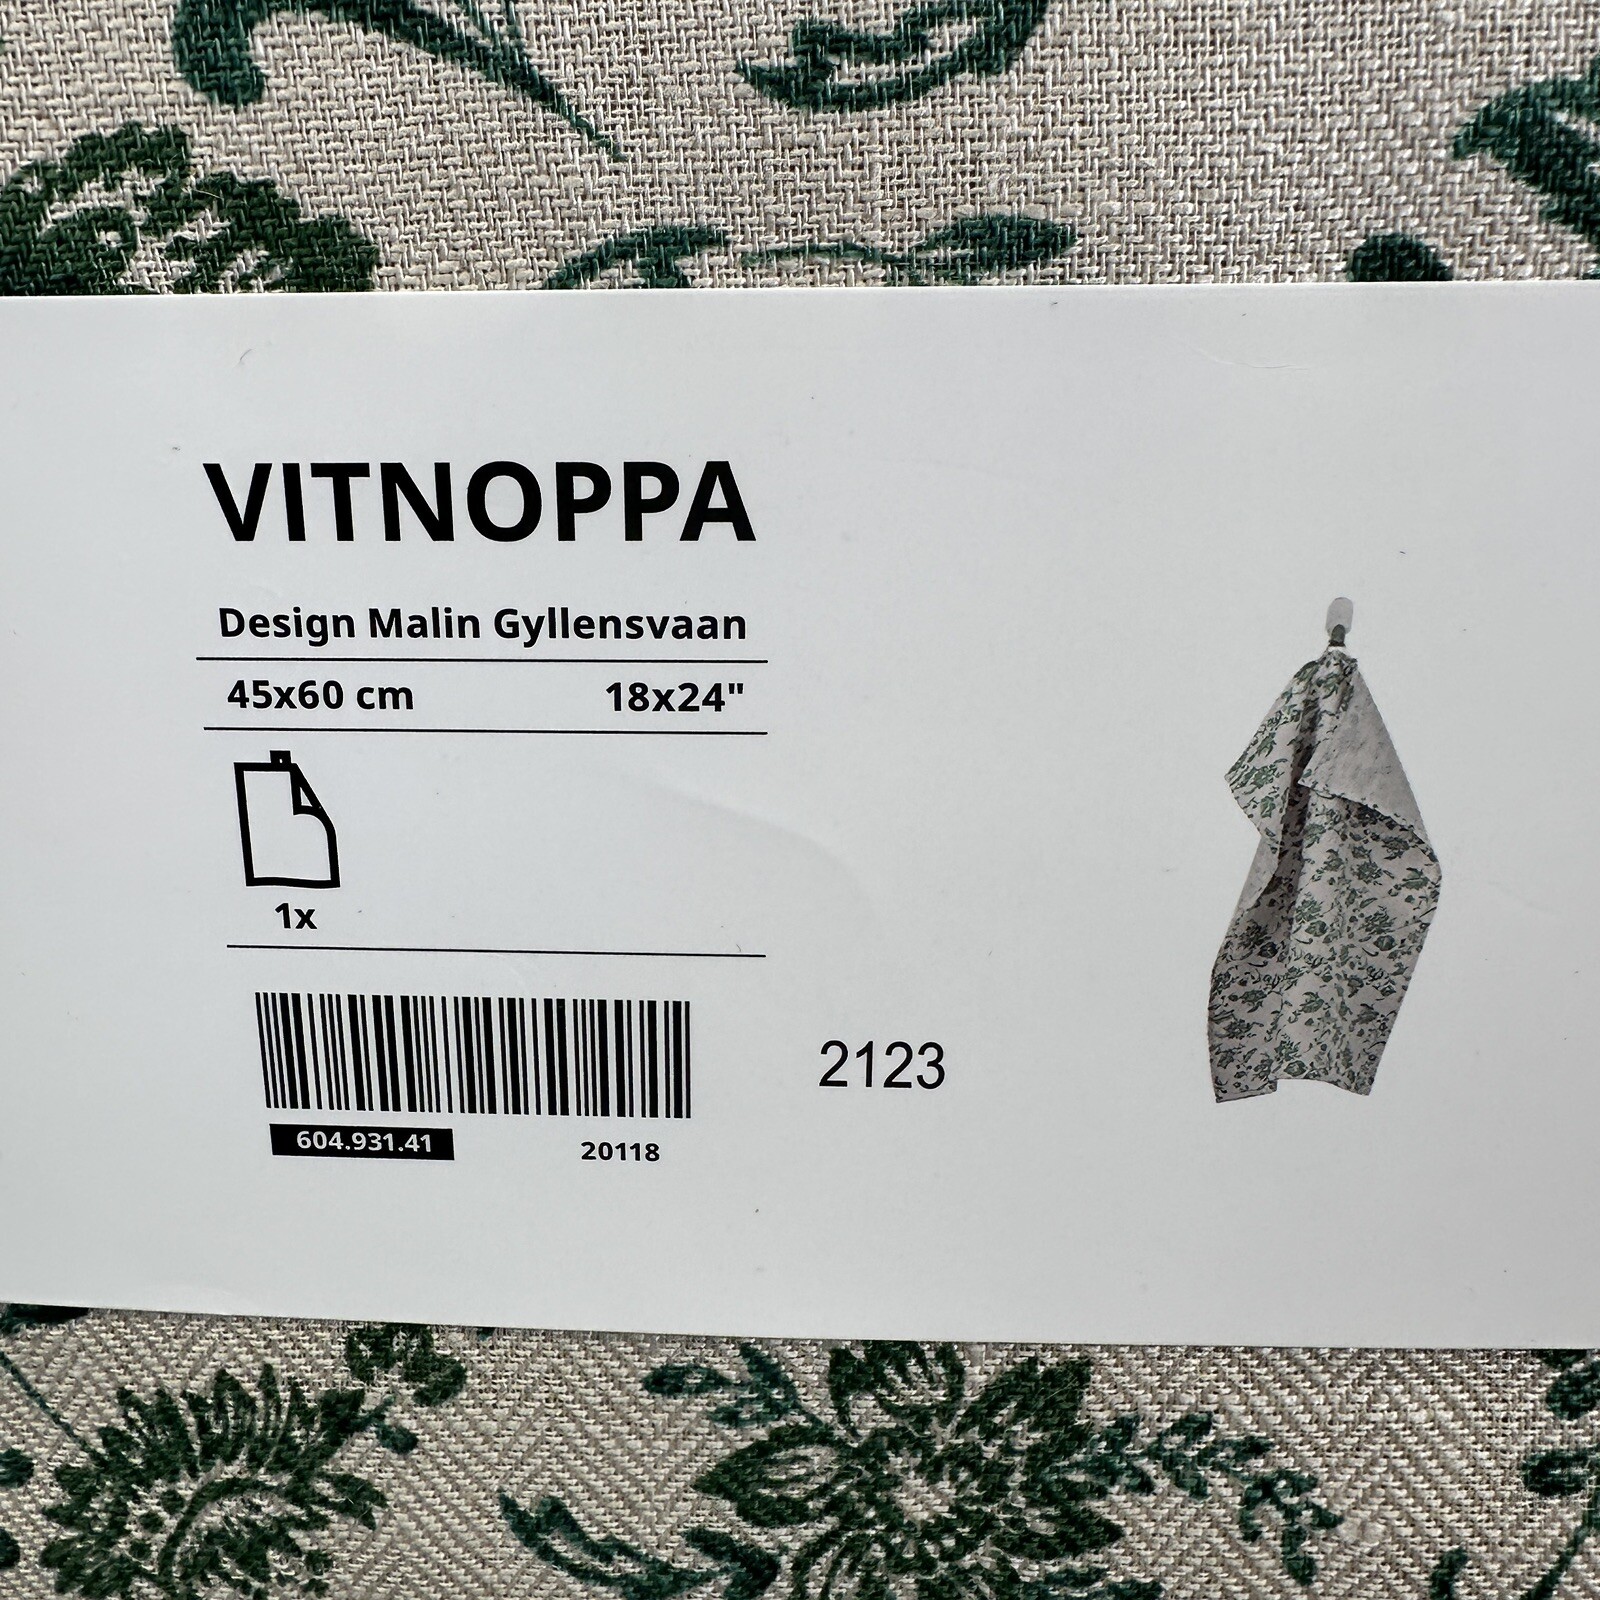 VITNOPPA
Design Malin Gyllensvaan
45x60 cm 18x24"
1x
2123
604.931.41 20118